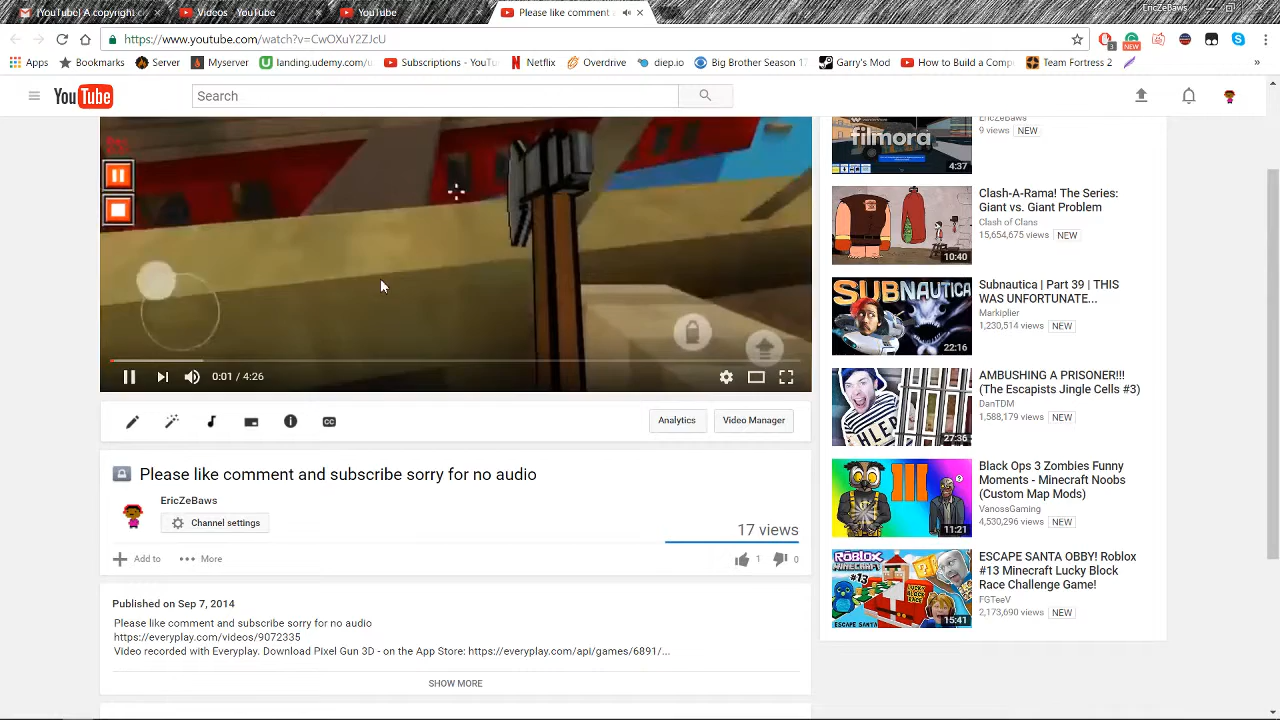 [YouTube] A copyright c
Videos - YouTube
YouTube
Please like comment
EricZeBaws
https://www.youtube.com/watch?v=CwOXuY2ZJcU
3
NEW
Apps
Bookmarks
Server
Myserver
landing.udemy.com/u
Subscriptions - YouTu
Netflix
Overdrive
diep.io
Big Brother Season 17
Garry's Mod
How to Build a Comp
Team Fortress 2
»
YouTube
Search
filmora
4:37
EricZeBaws
9 views NEW
10:40
Clash-A-Rama! The Series:
Giant vs. Giant Problem
Clash of Clans
15,654,675 views NEW
SUBNAUTICA
22:16
Subnautica | Part 39 | THIS
WAS UNFORTUNATE...
Markiplier
1,230,514 views NEW
27:36
AMBUSHING A PRISONER!!!
(The Escapists Jingle Cells #3)
DanTDM
1,588,179 views NEW
III
11:21
Black Ops 3 Zombies Funny
Moments - Minecraft Noobs
(Custom Map Mods)
VanossGaming
4,530,296 views NEW
ROBLOX
MINECRAFT
#13
ESCAPE SANTA
15:41
ESCAPE SANTA OBBY! Roblox
#13 Minecraft Lucky Block
Race Challenge Game!
FGTeeV
2,173,690 views NEW
0:01 / 4:26
CC
Analytics
Video Manager
Please like comment and subscribe sorry for no audio
EricZeBaws
Channel settings
17 views
Add to
More
1
0
Published on Sep 7, 2014
Please like comment and subscribe sorry for no audio
https://everyplay.com/videos/9072335
Video recorded with Everyplay. Download Pixel Gun 3D - on the App Store: https://everyplay.com/api/games/6891/...
SHOW MORE